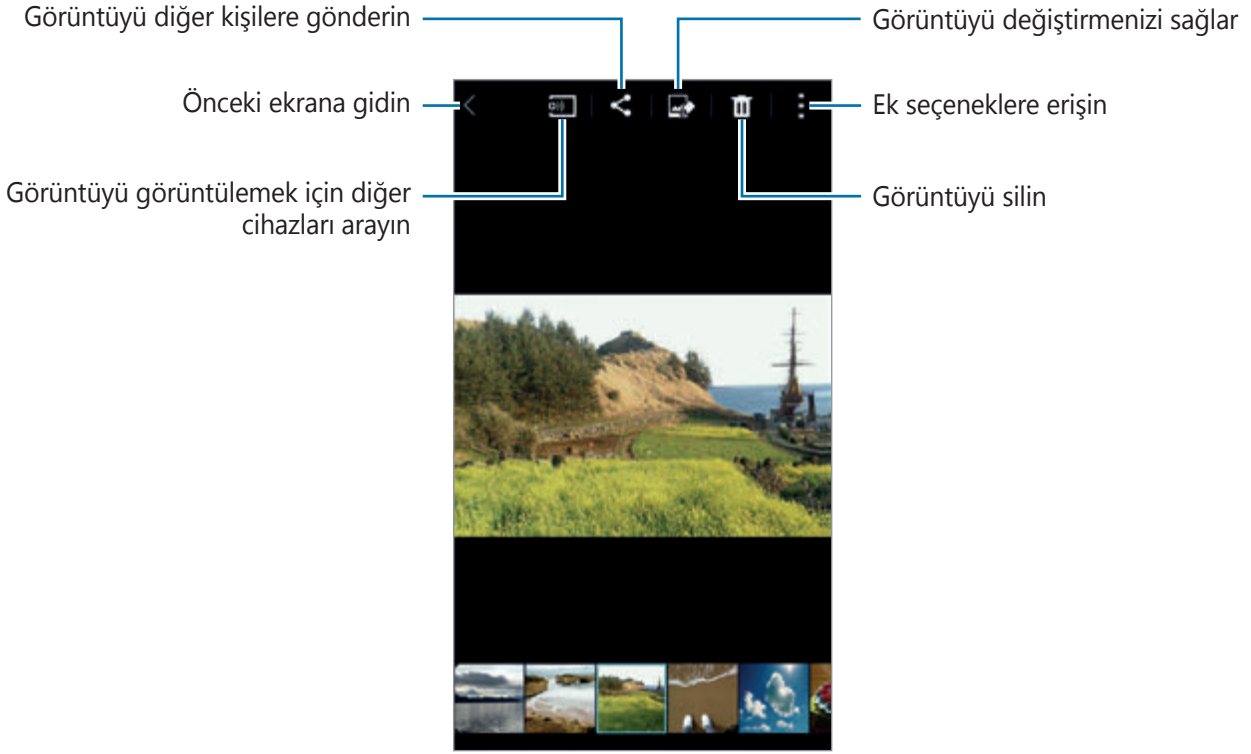 Görüntüyü diğer kişilere gönderin
Görüntüyü değiştirmenizi sağlar
Önceki ekrana gidin
Ek seçeneklere erişin
Görüntüyü görüntülemek için diğer
cihazları arayın
Görüntüyü silin